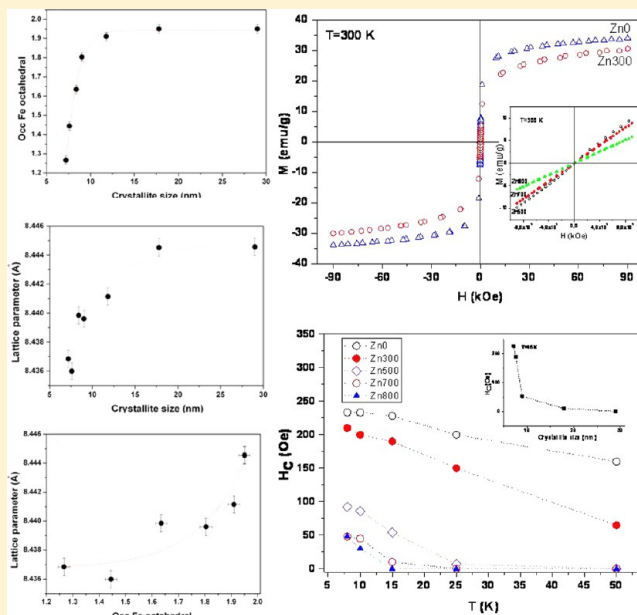 2.0
1.9
1.8
1.7
1.6
1.5
1.4
1.3
1.2
Occ Fe octahedral
5 10 15 20 25 30
Crystallite size (nm)
8.446
8.444
8.440
8.438
8.436
Lattice parameter (Å)
0 5 10 15 20 25 30
Crystallite size (nm)
8.446
8.444
8.442
8.440
8.438
8.436
Lattice parameter (Å)
1.2 1.3 1.4 1.5 1.6 1.7 1.8 1.9 2.0
Occ Fe octahedral
T=300 K
Zn0
Zn300
40
30
20
10
0
-10
-20
-30
-40
M (emu/g)
-90 -60 -30 0 30 60 90
H (kOe)
T=300 K
M (emu/g)
H (kOe)
Zn0
Zn300
Zn500
Zn700
Zn800
350
300
250
200
150
100
50
0
Hc (Oe)
5 10 15 20 25 30 35 40 45 50
T (K)
Hc[Oe]
Crystallite size [nm]